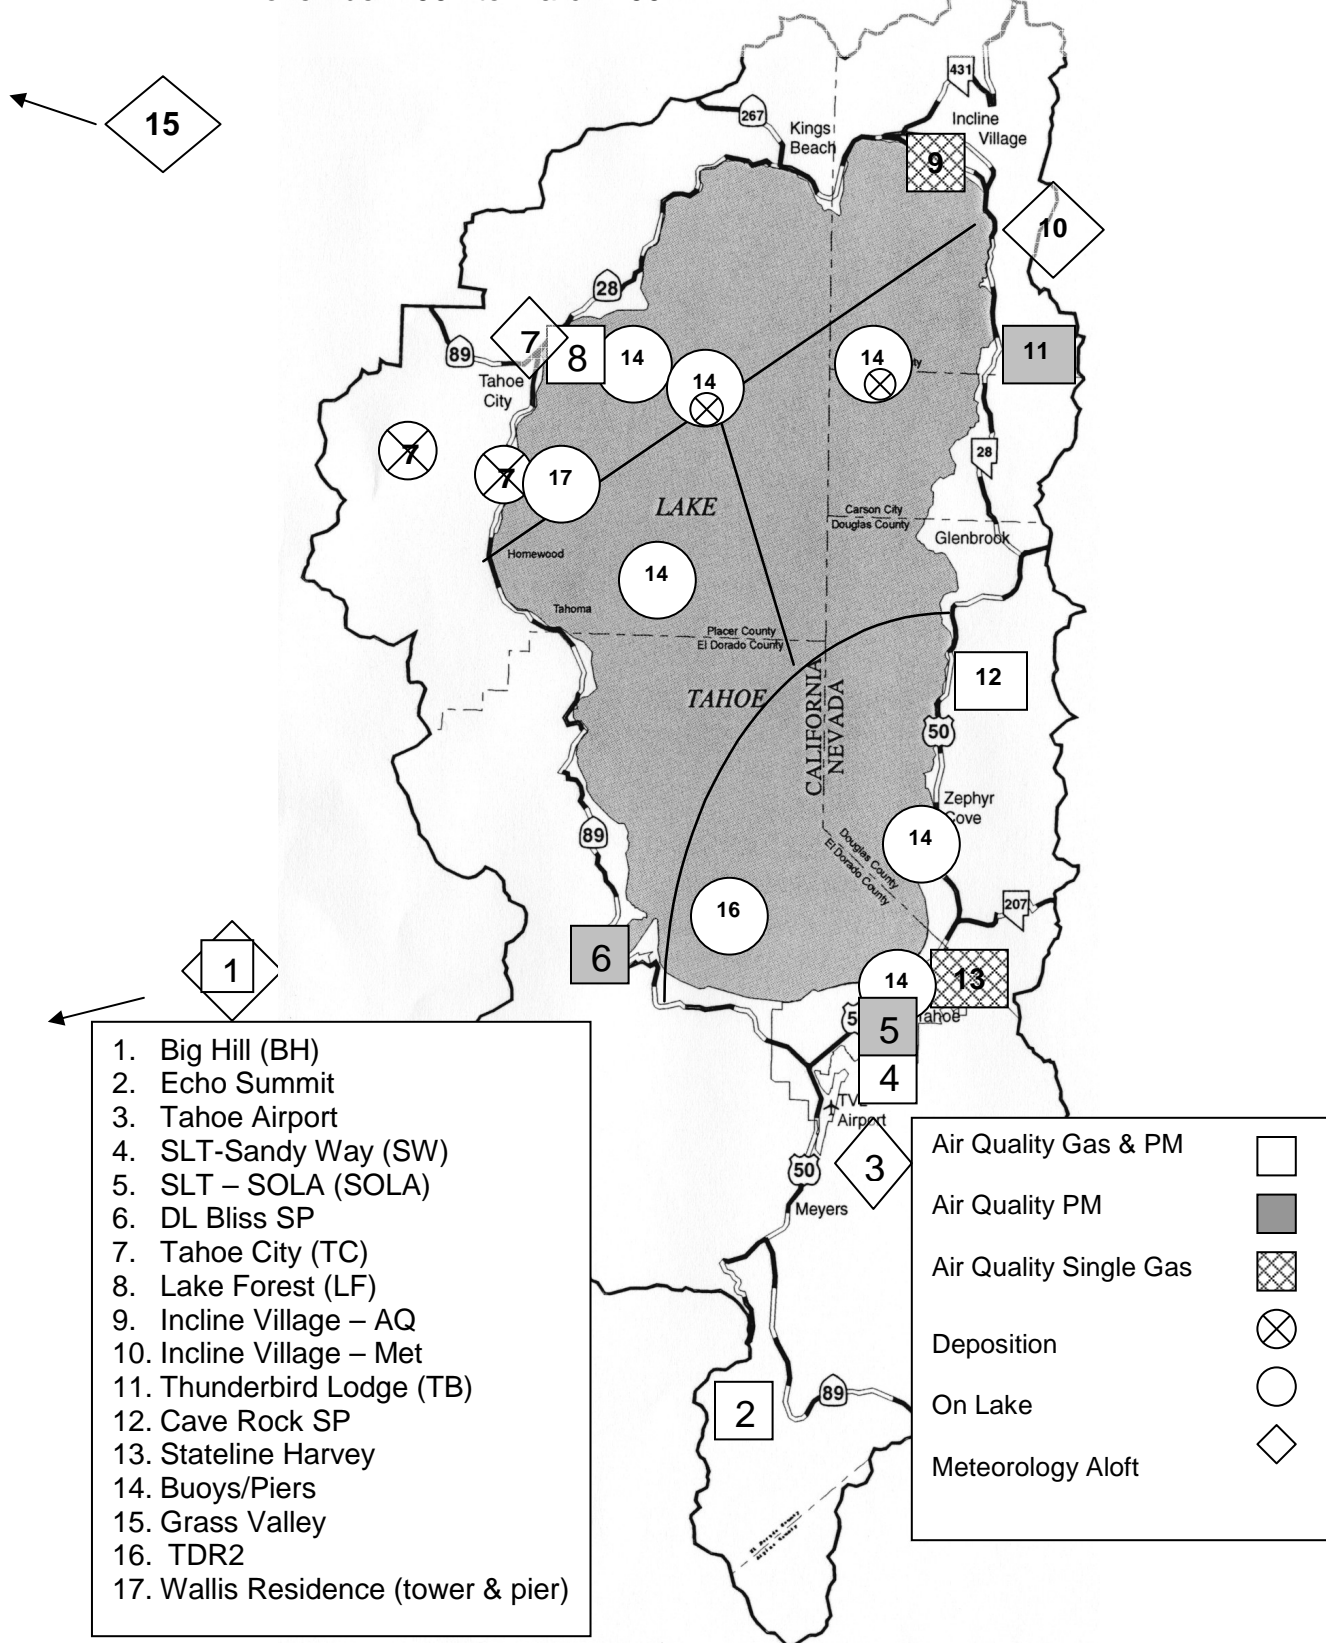 431
15
267
Incline
Village
Kings
Beach
9
10
28
7
8
14
14
14
11
89
Tahoe
City
7
7
17
28
LAKE
Carson City
Douglas County
Glenbrook
Homewood
14
Tahoma
Placer County
El Dorado County
12
TAHOE
CALIFORNIA
NEVADA
50
Zephyr
Cove
89
14
Douglas County
El Dorado County
16
207
6
1
14
13
5
5
Tahoe
4
Airport
3
50
Meyers
2
89
1. Big Hill (BH)
2. Echo Summit
3. Tahoe Airport
4. SLT-Sandy Way (SW)
5. SLT – SOLA (SOLA)
6. DL Bliss SP
7. Tahoe City (TC)
8. Lake Forest (LF)
9. Incline Village – AQ
10. Incline Village – Met
11. Thunderbird Lodge (TB)
12. Cave Rock SP
13. Stateline Harvey
14. Buoys/Piers
15. Grass Valley
16. TDR2
17. Wallis Residence (tower & pier)
Air Quality Gas & PM
Air Quality PM
Air Quality Single Gas
Deposition
On Lake
Meteorology Aloft